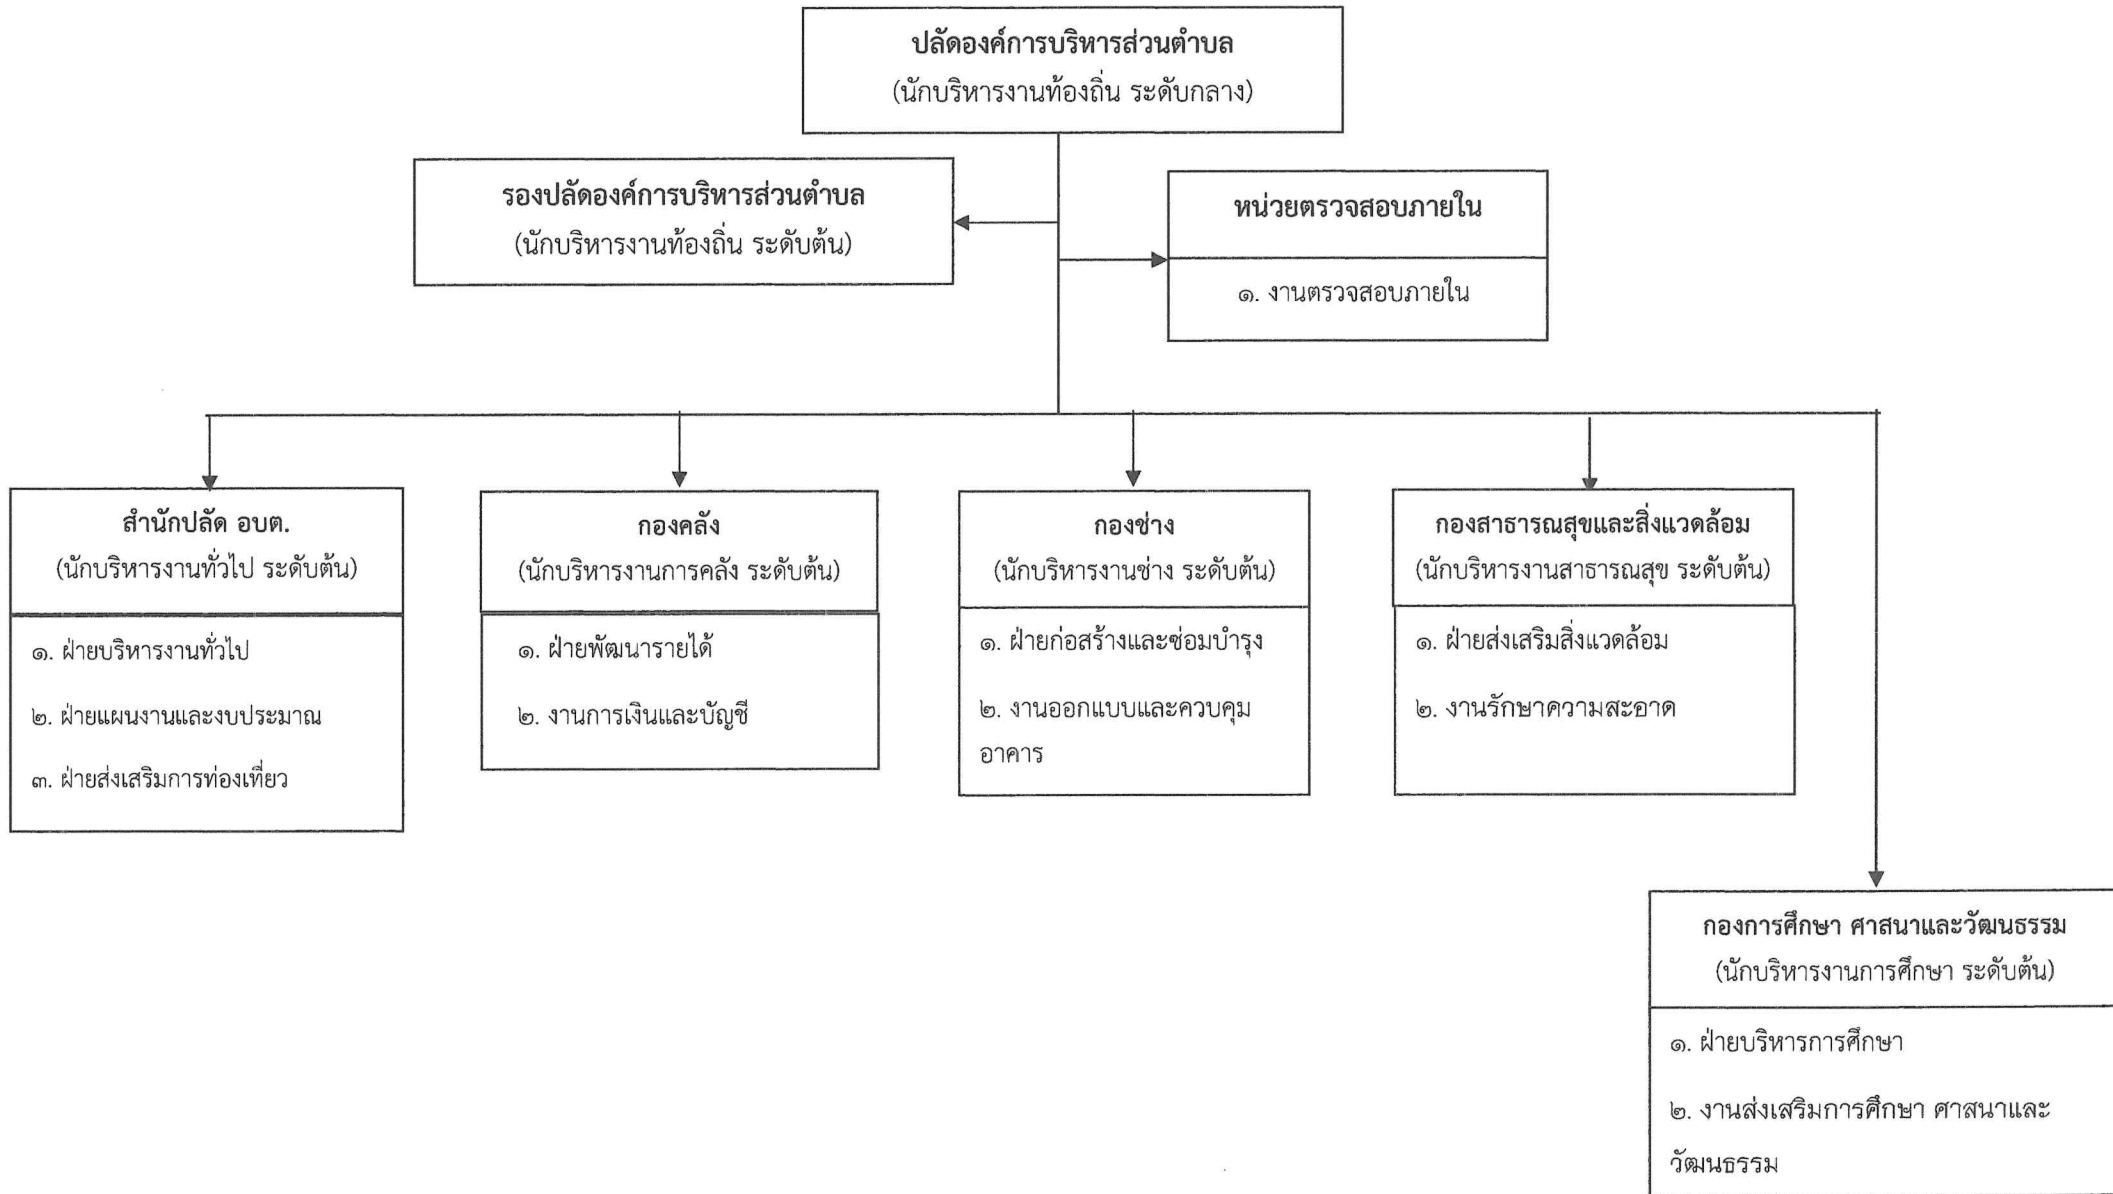 ปลัดองค์การบริหารส่วนตำบล
(นักบริหารงานท้องถิ่น ระดับกลาง)
รองปลัดองค์การบริหารส่วนตำบล
(นักบริหารงานท้องถิ่น ระดับต้น)
หน่วยตรวจสอบภายใน
๑. งานตรวจสอบภายใน
สำนักปลัด อบต.
(นักบริหารงานทั่วไป ระดับต้น)
๑. ฝ่ายบริหารงานทั่วไป
๒. ฝ่ายแผนงานและงบประมาณ
๓. ฝ่ายส่งเสริมการท่องเที่ยว
กองคลัง
(นักบริหารงานการคลัง ระดับต้น)
๑. ฝ่ายพัฒนารายได้
๒. งานการเงินและบัญชี
กองช่าง
(นักบริหารงานช่าง ระดับต้น)
๑. ฝ่ายก่อสร้างและซ่อมบำรุง
๒. งานออกแบบและควบคุม
อาคาร
กองสาธารณสุขและสิ่งแวดล้อม
(นักบริหารงานสาธารณสุข ระดับต้น)
๑. ฝ่ายส่งเสริมสิ่งแวดล้อม
๒. งานรักษาความสะอาด
กองการศึกษา ศาสนาและวัฒนธรรม
(นักบริหารงานการศึกษา ระดับต้น)
๑. ฝ่ายบริหารการศึกษา
๒. งานส่งเสริมการศึกษา ศาสนาและ
วัฒนธรรม